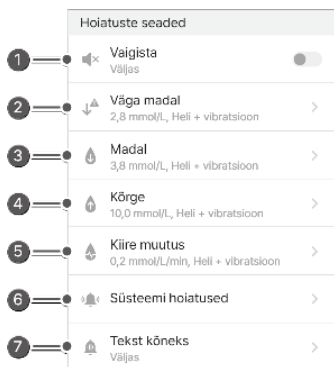 Hoiatuste seaded
1 Vaigista
Väljas
2 Väga madal
2,8 mmol/L, Heli + vibratsioon
3 Madal
3,8 mmol/L, Heli + vibratsioon
4 Kõrge
10,0 mmol/L, Heli + vibratsioon
5 Kiire muutus
0,2 mmol/L/min, Heli + vibratsioon
6 Süsteemi hoiatused
7 Tekst kõneks
Väljas